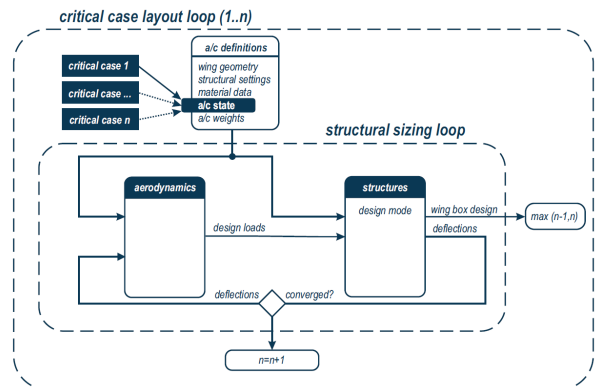 critical case layout loop (1..n)
a/c definitions
critical case 1
critical case ...
critical case n
wing geometry
structural settings
material data
a/c state
a/c weights
structural sizing loop
aerodynamics
structures
design mode
wing box design
max (n-1,n)
design loads
deflections
deflections
converged?
n=n+1